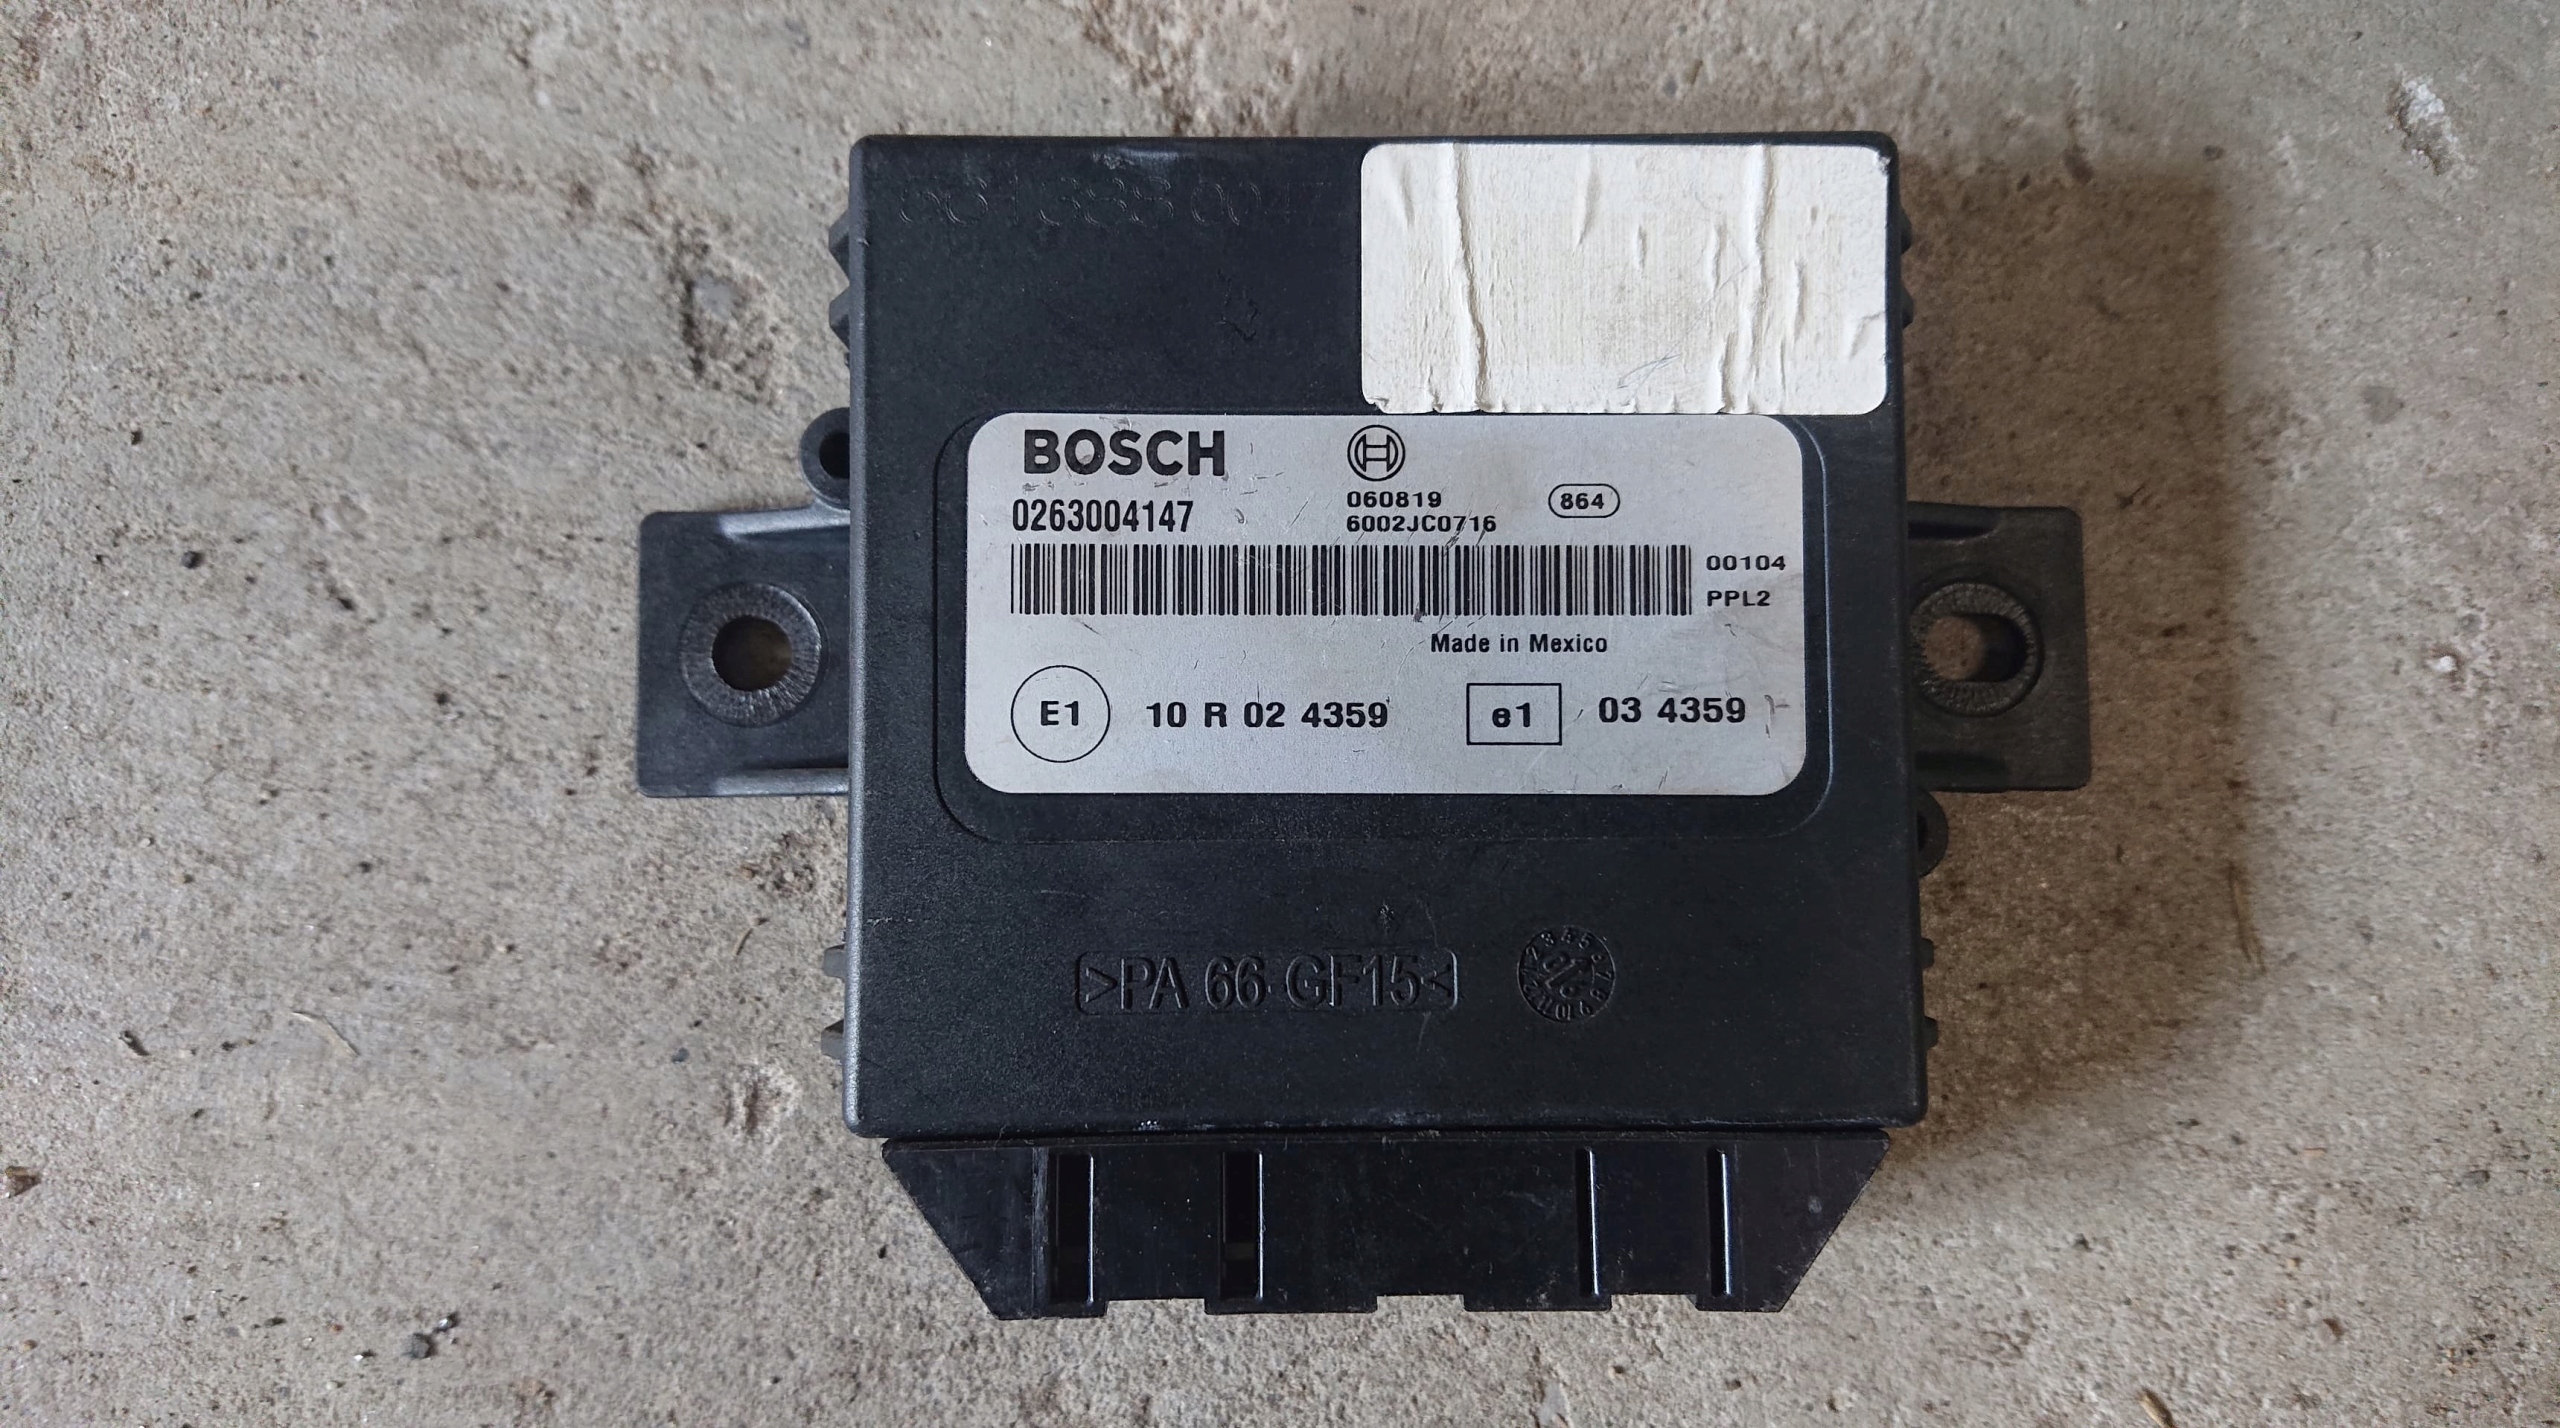 BOSCH
0263004147
060819
6002JC0716
864
00104
PPL2
Made in Mexico
E1 10 R 02 4359
e1 03 4359
>PA 66 GF15<